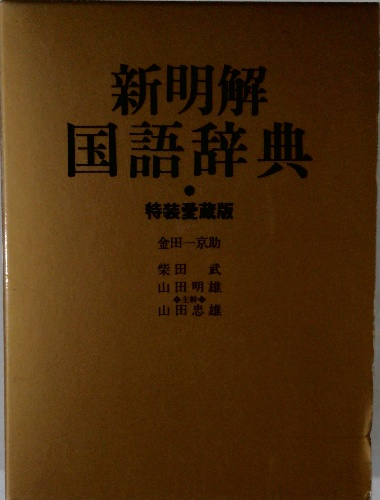 新明解
国語辞典
●
特装愛蔵版
金田一京助
柴田 武
山田明雄
◆主幹◆
山田忠雄